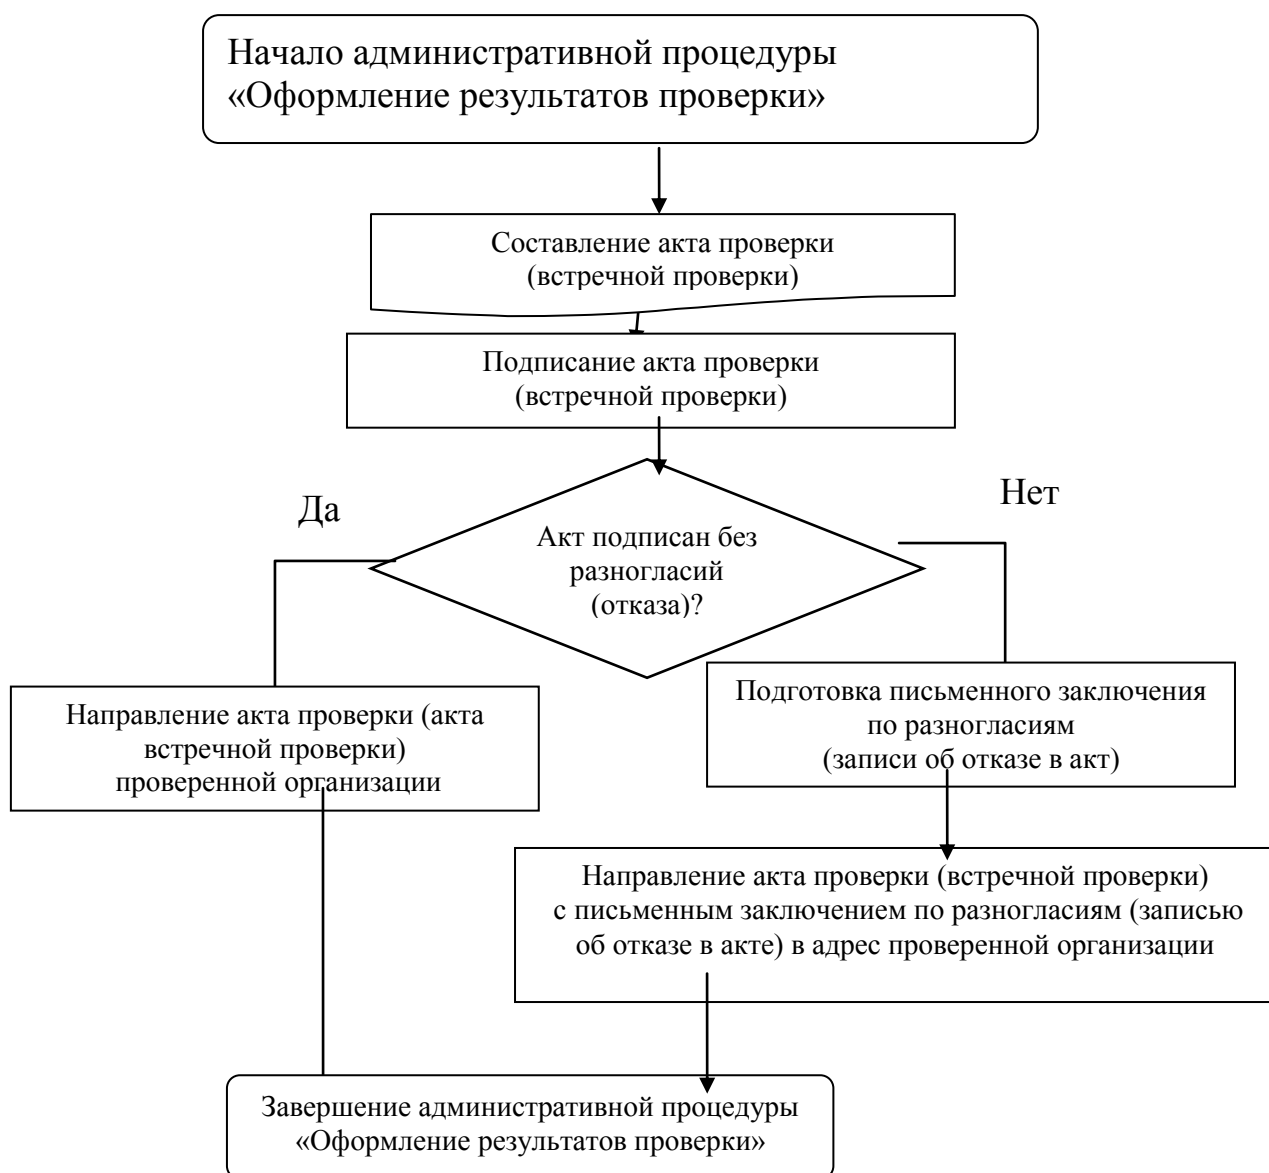 Начало административной процедуры
«Оформление результатов проверки»
Составление акта проверки
(встречной проверки)
Подписание акта проверки
(встречной проверки)
Да
Нет
Акт подписан без
разногласий
(отказа)?
Направление акта проверки (акта
встречной проверки)
проверенной организации
Подготовка письменного заключения
по разногласиям
(записи об отказе в акт)
Направление акта проверки (встречной проверки)
с письменным заключением по разногласиям (записью
об отказе в акте) в адрес проверенной организации
Завершение административной процедуры
«Оформление результатов проверки»